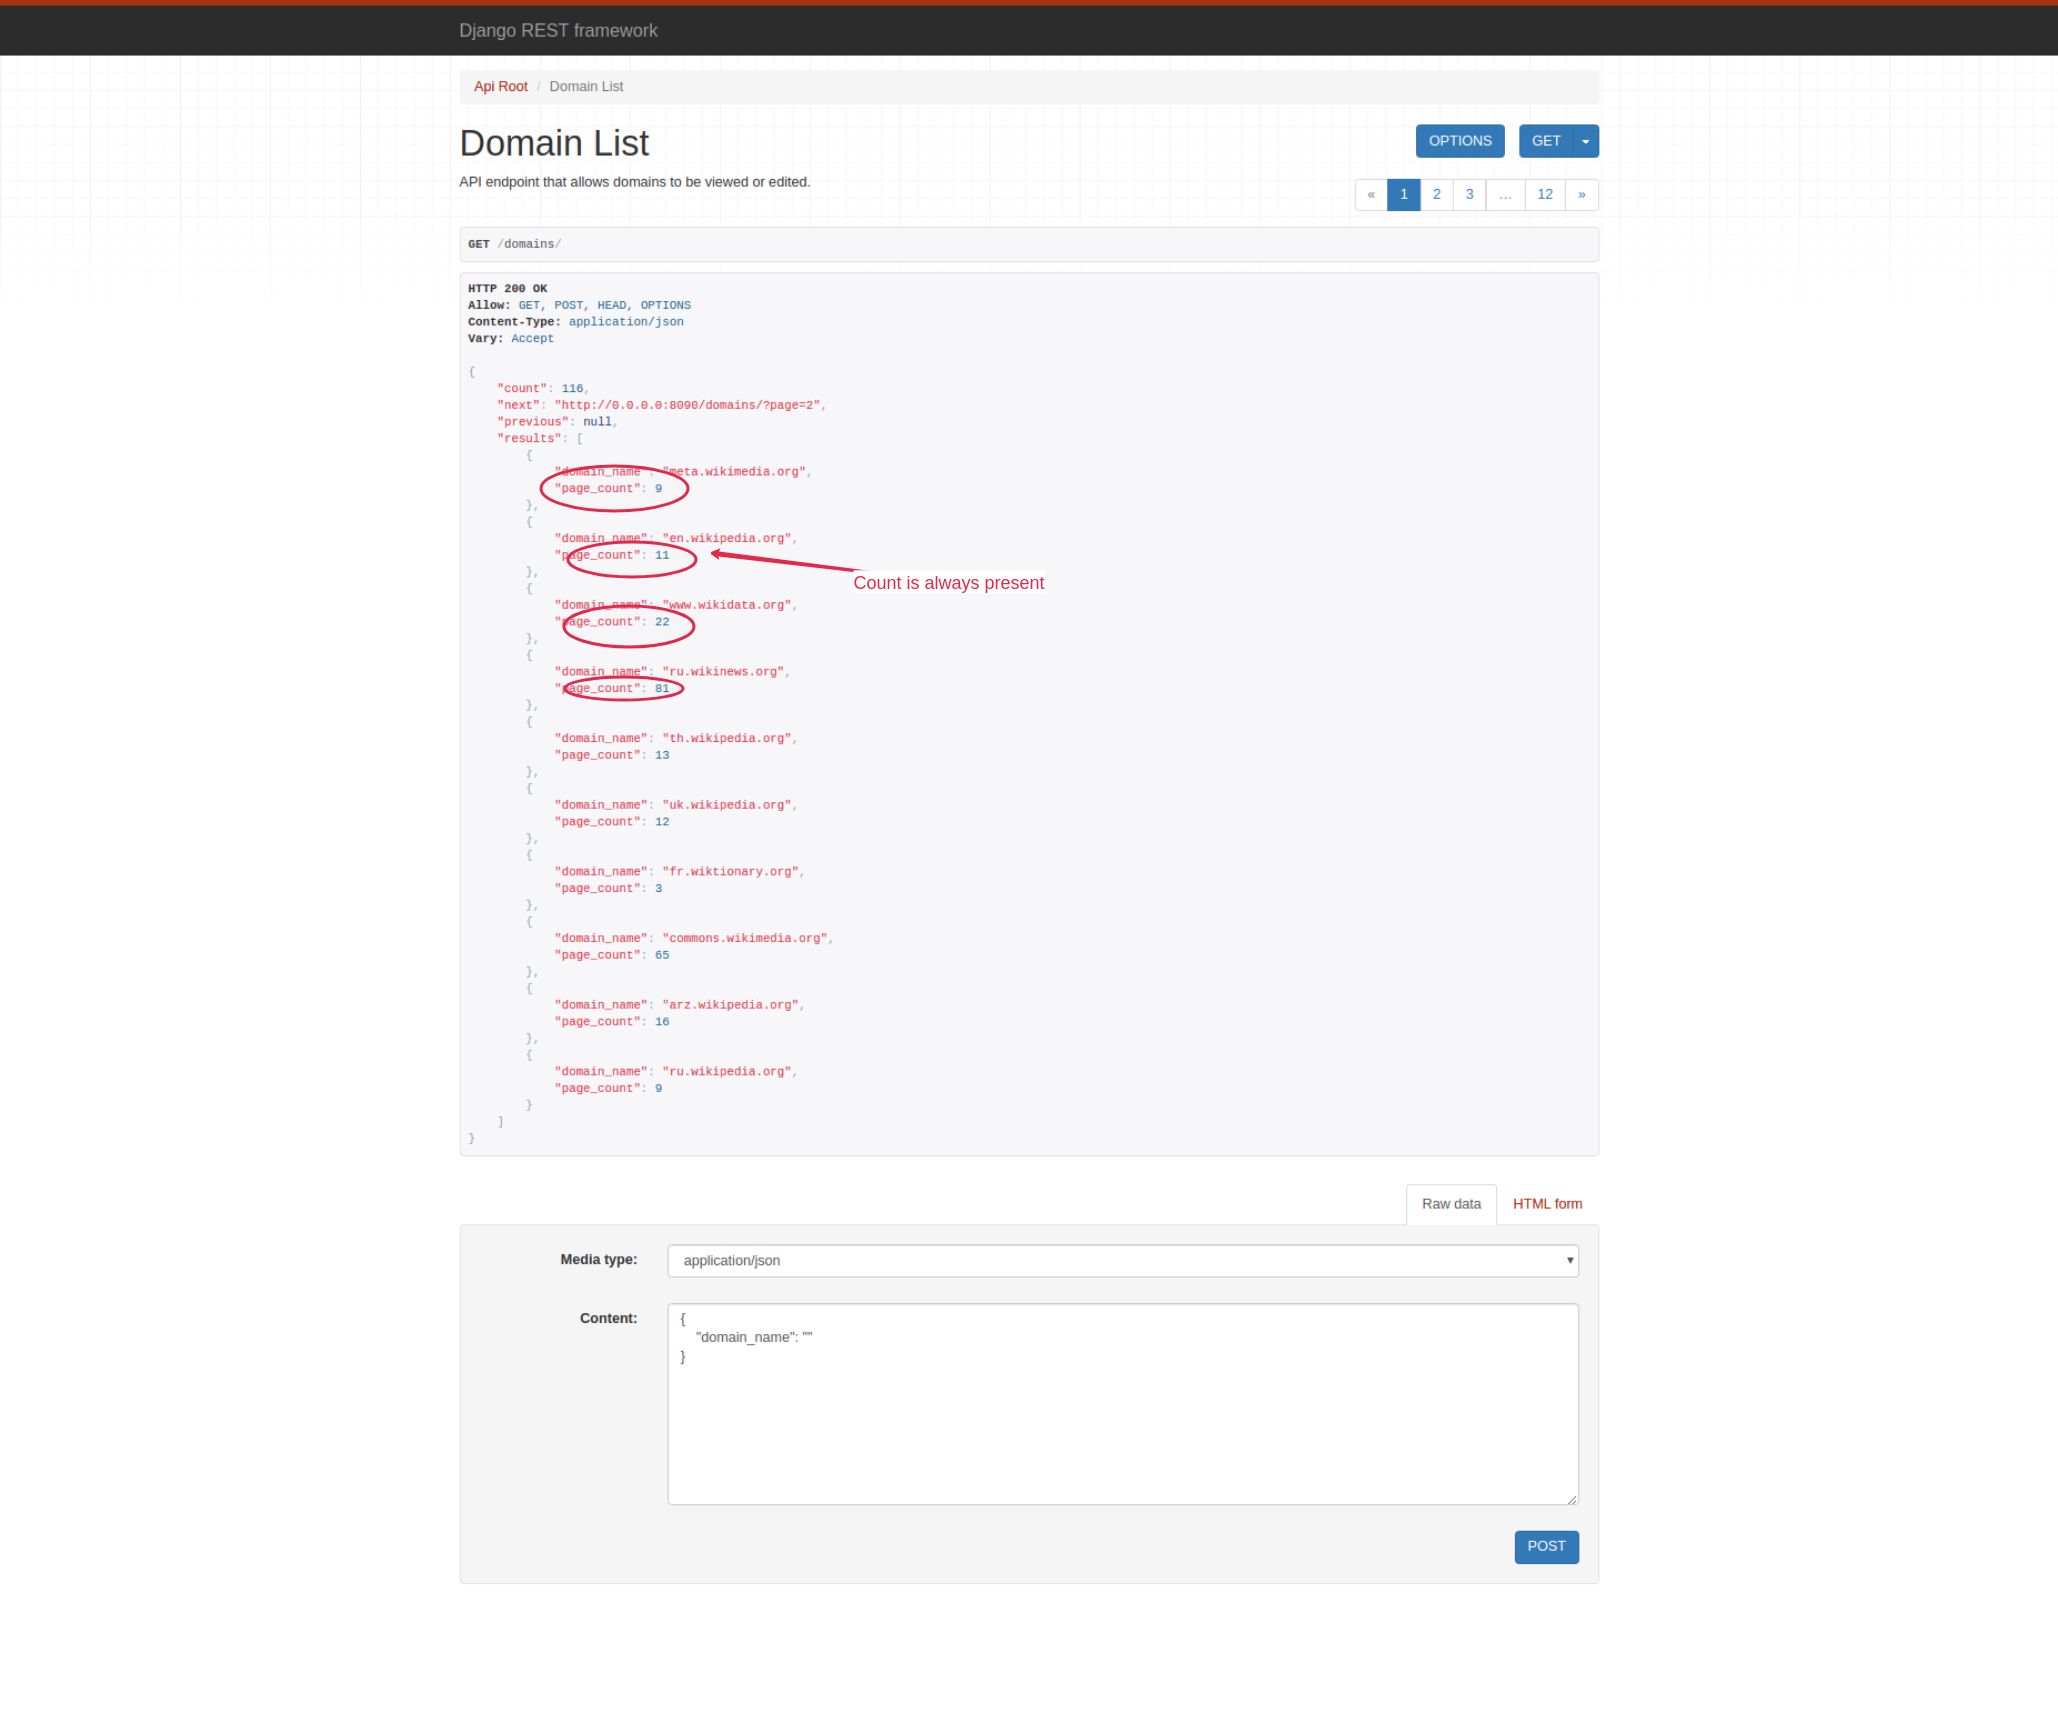 Django REST framework
Api Root / Domain List
Domain List
OPTIONS
GET
API endpoint that allows domains to be viewed or edited.
« 1 2 3 … 12 »
GET /domains/
HTTP 200 OK
Allow: GET, POST, HEAD, OPTIONS
Content-Type: application/json
Vary: Accept
{
    "count": 116,
    "next": "http://0.0.0.0:8090/domains/?page=2",
    "previous": null,
    "results": [
        {
            "domain_name": "meta.wikimedia.org",
            "page_count": 9
        },
        {
            "domain_name": "en.wikipedia.org",
            "page_count": 11
Count is always present
        },
        {
            "domain_name": "www.wikidata.org",
            "page_count": 22
        },
        {
            "domain_name": "ru.wikinews.org",
            "page_count": 81
        },
        {
            "domain_name": "th.wikipedia.org",
            "page_count": 13
        },
        {
            "domain_name": "uk.wikipedia.org",
            "page_count": 12
        },
        {
            "domain_name": "fr.wiktionary.org",
            "page_count": 3
        },
        {
            "domain_name": "commons.wikimedia.org",
            "page_count": 65
        },
        {
            "domain_name": "arz.wikipedia.org",
            "page_count": 16
        },
        {
            "domain_name": "ru.wikipedia.org",
            "page_count": 9
        }
    ]
}
Raw data
HTML form
Media type:
application/json
Content:
{
    "domain_name": ""
}
POST